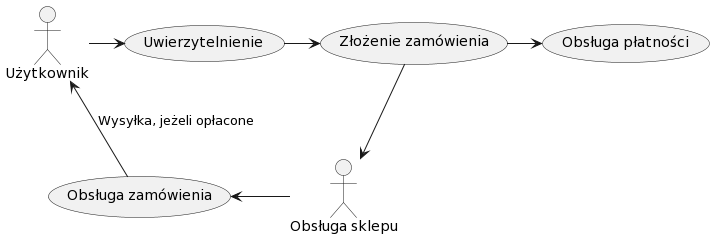 Uwierzytelnienie
Złożenie zamówienia
Obsługa płatności
Użytkownik
Wysyłka, jeżeli opłacone
Obsługa zamówienia
Obsługa sklepu